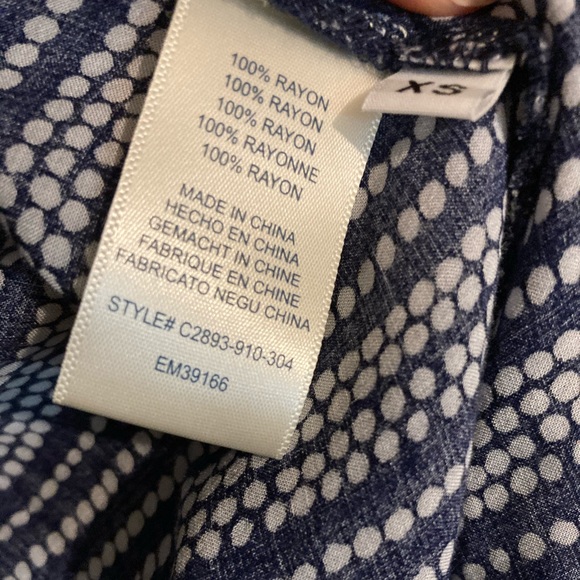 100% RAYON
100% RAYON
100% RAYON
100% RAYONNE
100% RAYON
MADE IN CHINA
HECHO EN CHINA
GEMACHT IN CHINE
FABRIQUE EN CHINE
FABRICATO NEGU CHINA
STYLE# C2893-910-304
EM39166
XS